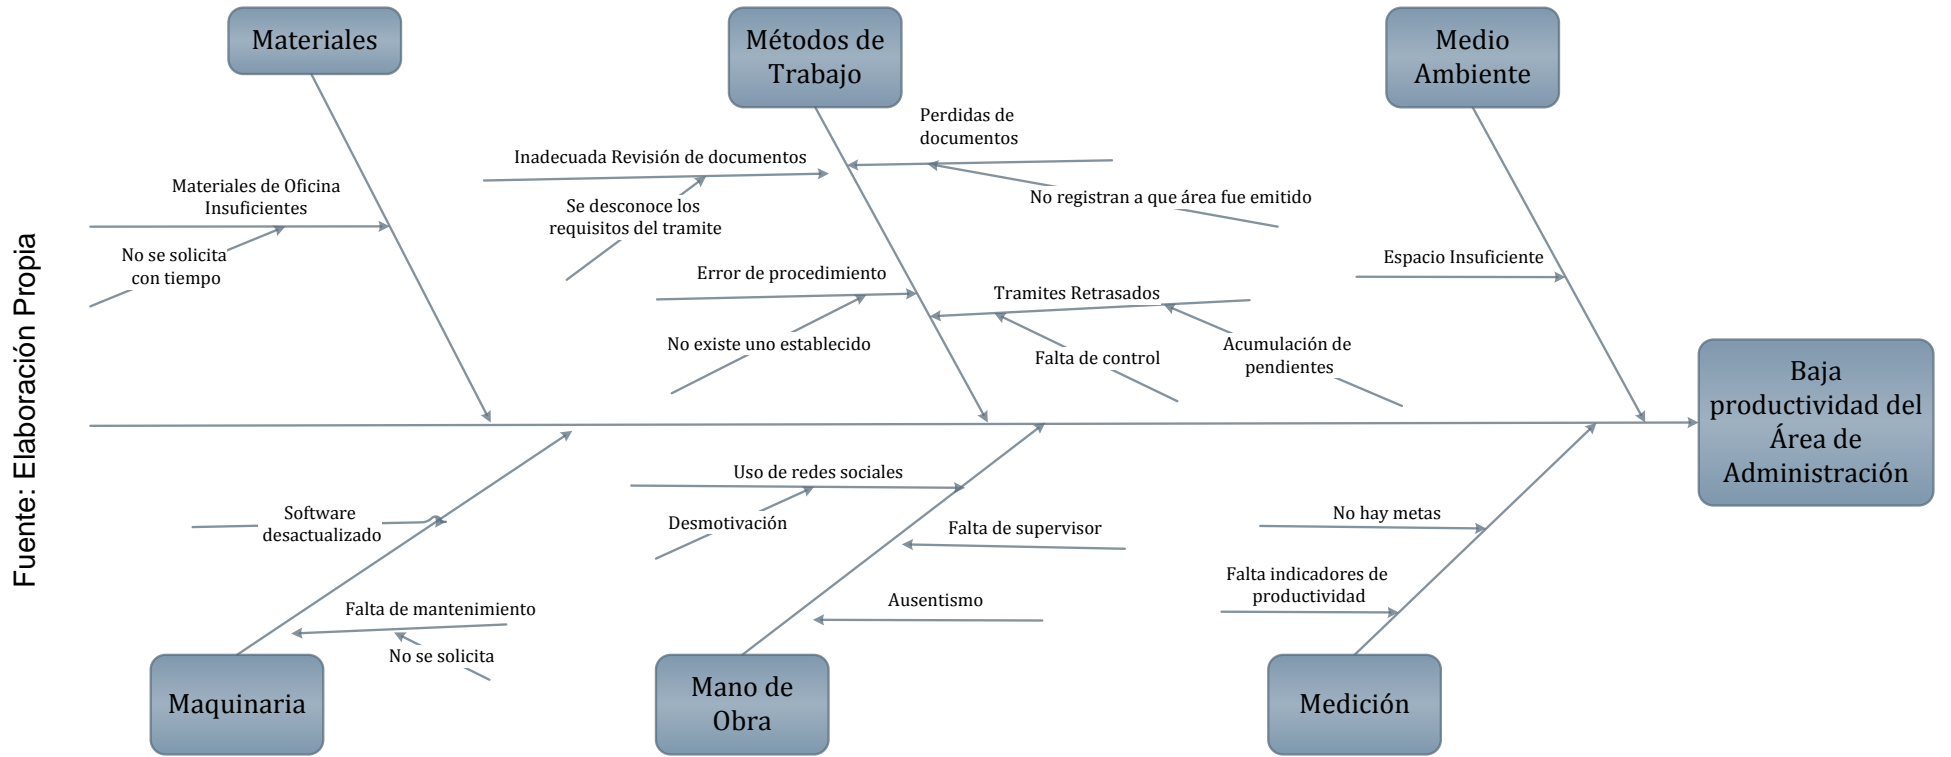 Materiales
Métodos de
Trabajo
Medio
Ambiente
Perdidas de
documentos
Inadecuada Revisión de documentos
Materiales de Oficina
Insuficientes
No registran a que área fue emitido
Se desconoce los
requisitos del tramite
No se solicita
con tiempo
Espacio Insuficiente
Error de procedimiento
Tramites Retrasados
No existe uno establecido
Falta de control
Acumulación de
pendientes
Baja
productividad del
Área de
Administración
Fuente: Elaboración Propia
Uso de redes sociales
Desmotivación
Software
desactualizado
Falta de supervisor
No hay metas
Falta indicadores de
productividad
Ausentismo
Falta de mantenimiento
No se solicita
Maquinaria
Mano de
Obra
Medición